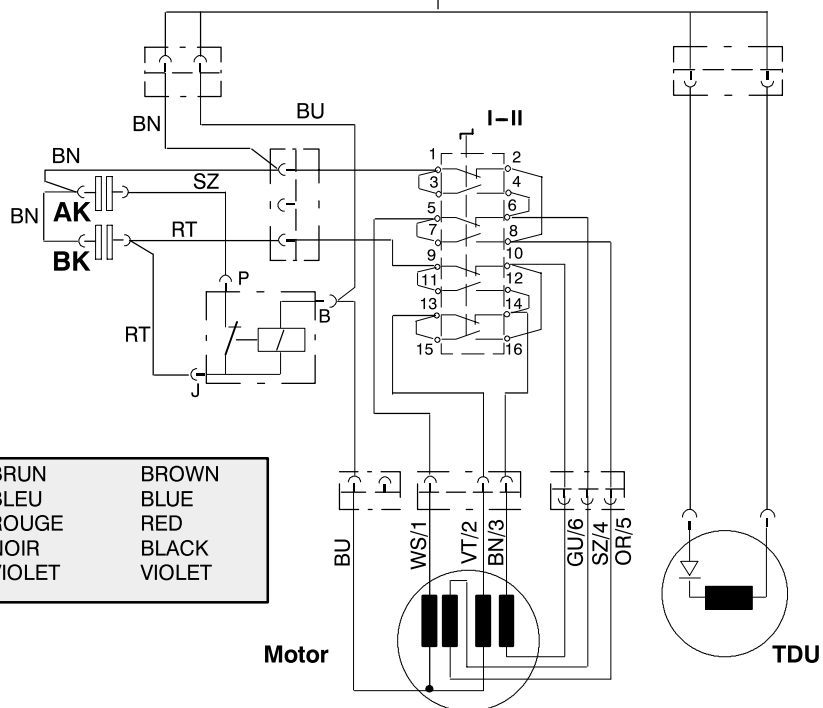 BU
BN
I–II
BN
SZ
1
2
3
4
BN
AK
5
6
RT
7
8
BK
9
10
P
11
12
13
14
B
RT
15
16
J
BRUN BROWN
BLEU BLUE
ROUGE RED
NOIR BLACK
VIOLET VIOLET
BU
WS/1
VT/2
BN/3
GU/6
SZ/4
OR/5
Motor
TDU